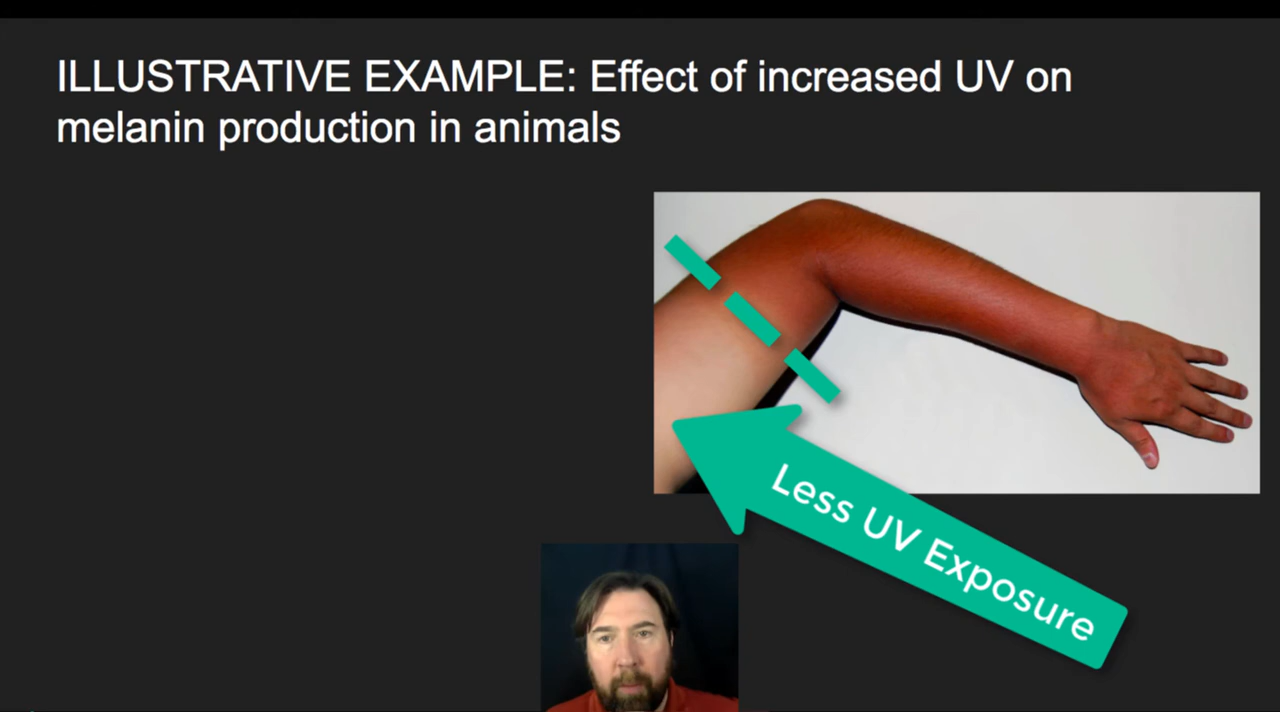 ILLUSTRATIVE EXAMPLE: Effect of increased UV on
melanin production in animals
Less UV Exposure